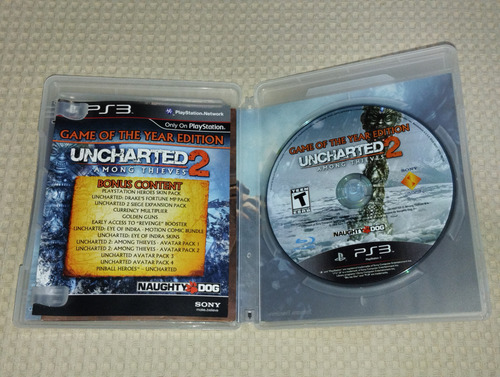 PS3
PlayStation Network
Only On PlayStation.
GAME OF THE YEAR EDITION
UNCHARTED 2
AMONG THIEVES
BONUS CONTENT
PLAYSTATION HEROES SKIN PACK
UNCHARTED: DRAKE'S FORTUNE MP PACK
UNCHARTED 2 SIEGE EXPANSION PACK
CURRENCY MULTIPLIER
GOLDEN GUNS
EARLY ACCESS TO "REVENGE" BOOSTER
UNCHARTED: EYE OF INDRA - MOTION COMIC BUNDLE
UNCHARTED: EYE OF INDRA SKINS
UNCHARTED 2: AMONG THIEVES - AVATAR PACK 1
UNCHARTED 2: AMONG THIEVES - AVATAR PACK 2
UNCHARTED AVATAR PACK 3
UNCHARTED AVATAR PACK 4
PINBALL HEROES™ - UNCHARTED
NAUGHTY DOG
SONY
GAME OF THE YEAR EDITION
UNCHARTED 2
AMONG THIEVES
TEEN
T
SONY
NAUGHTY DOG
PS3